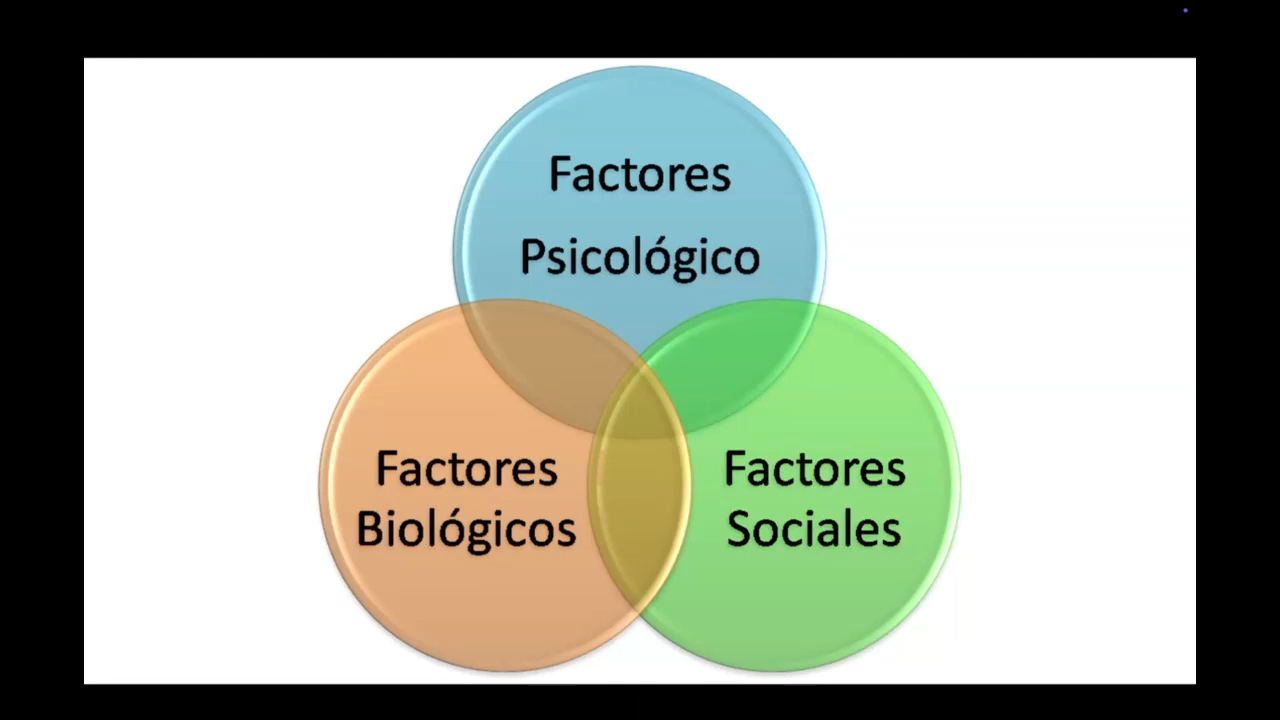 Factores
Psicológico
Factores
Biológicos
Factores
Sociales